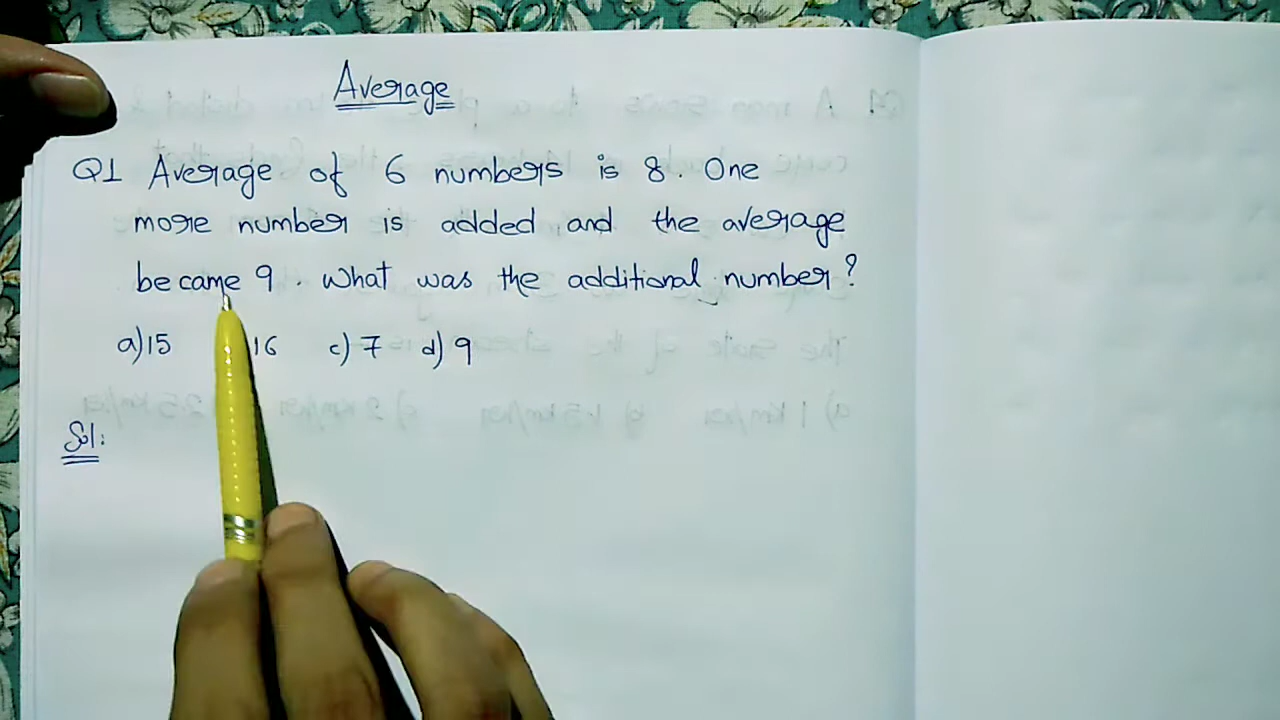 Average
Q1 Average of 6 numbers is 8. One
more number is added and the average
became 9. What was the additional number?
a) 15 16 c) 7 d) 9
Sol: